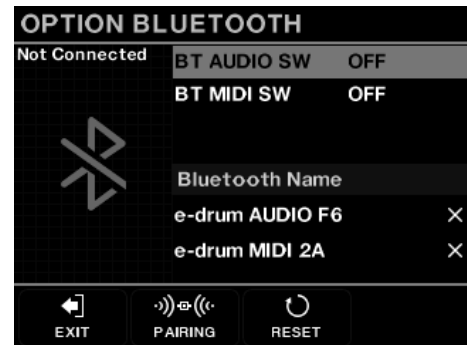 OPTION BLUETOOTH
Not Connected
BT AUDIO SW OFF
BT MIDI SW OFF
Bluetooth Name
e-drum AUDIO F6
e-drum MIDI 2A
EXIT PAIRING RESET